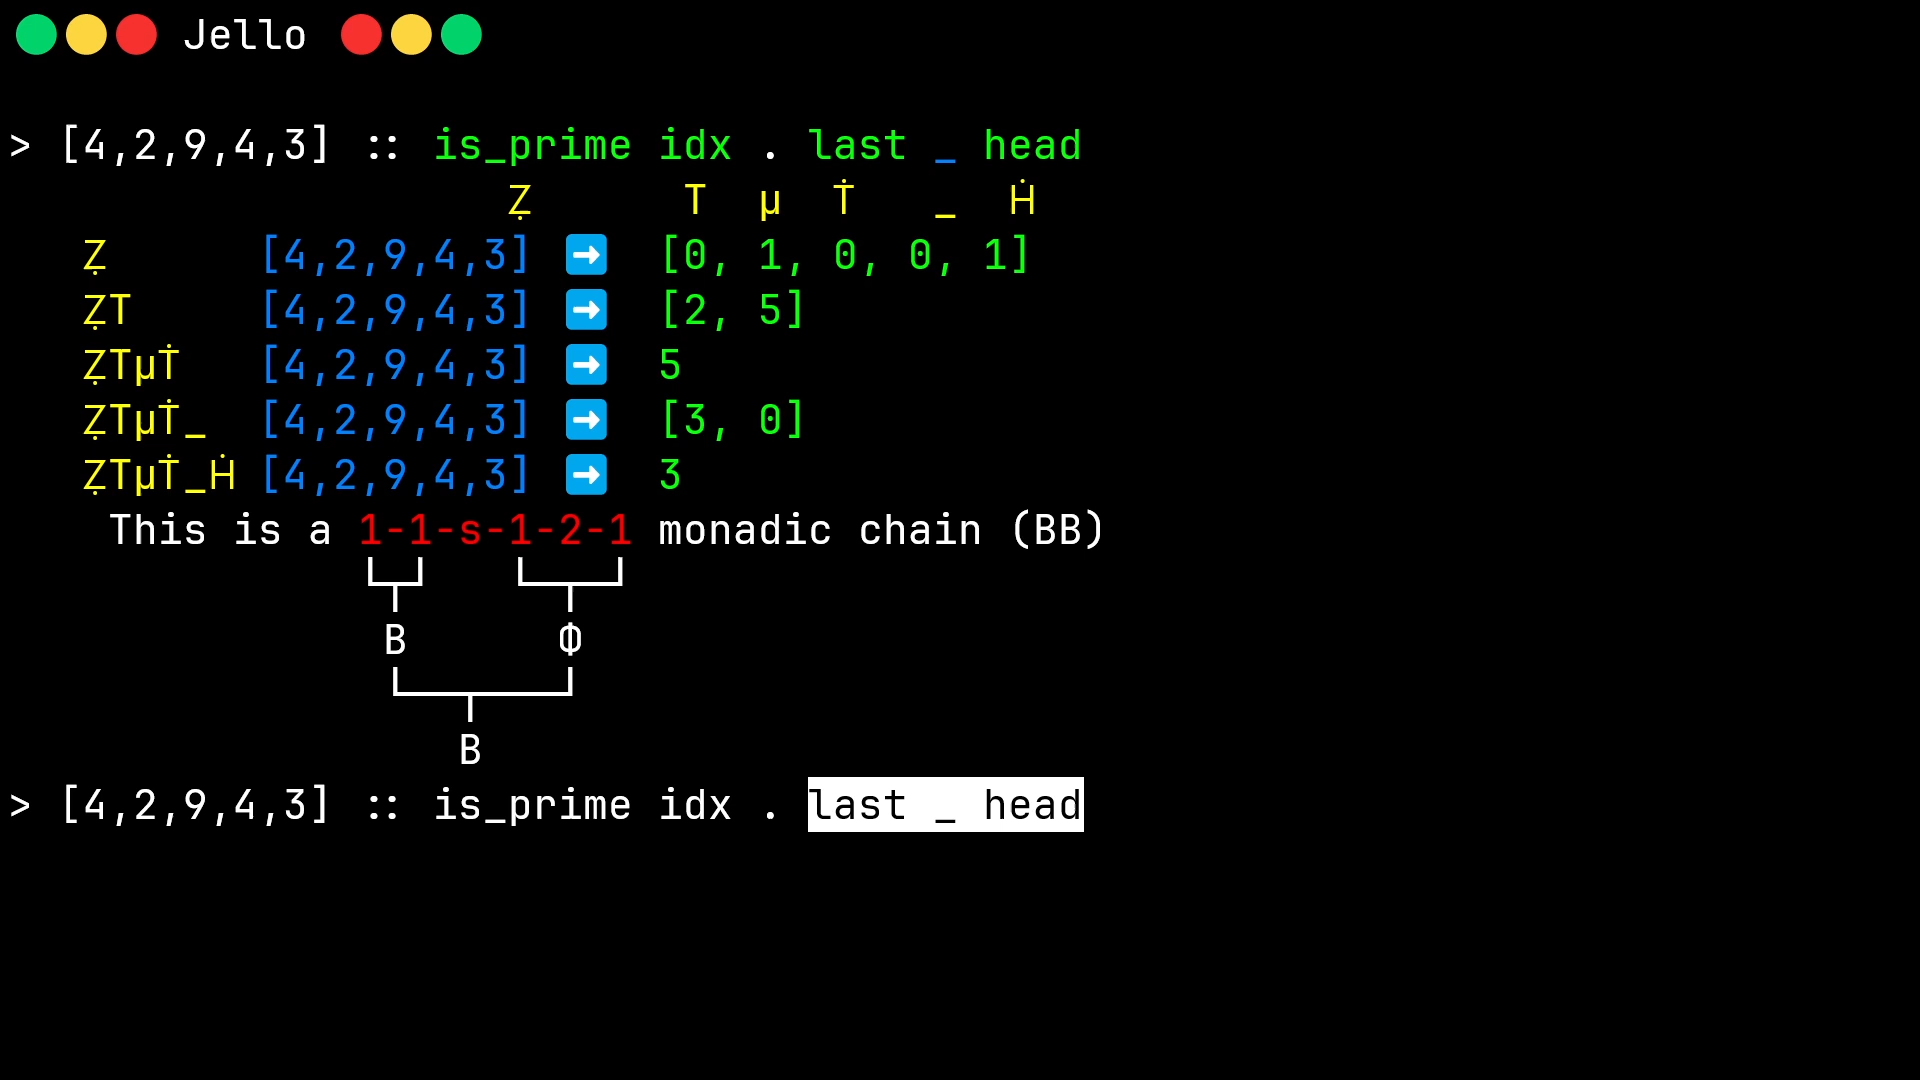 Jello
> [4,2,9,4,3] :: is_prime idx . last _ head
Ẓ T µ Ṫ _ Ḣ
Ẓ [4,2,9,4,3] ➡ [0, 1, 0, 0, 1]
ẒT [4,2,9,4,3] ➡ [2, 5]
ẒTµṪ [4,2,9,4,3] ➡ 5
ẒTµṪ_ [4,2,9,4,3] ➡ [3, 0]
ẒTµṪ_Ḣ [4,2,9,4,3] ➡ 3
This is a 1-1-s-1-2-1 monadic chain (BB)
B Φ
B
> [4,2,9,4,3] :: is_prime idx . last _ head